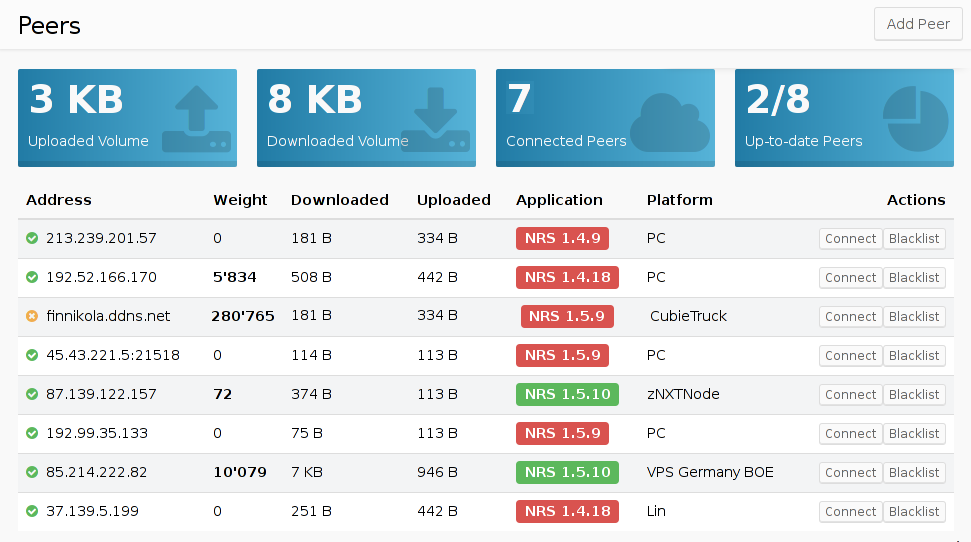 Peers Add Peer
3 KB 8 KB 7 2/8
Uploaded Volume Downloaded Volume Connected Peers Up-to-date Peers
Address Weight Downloaded Uploaded Application Platform Actions
213.239.201.57 0 181 B 334 B NRS 1.4.9 PC Connect Blacklist
192.52.166.170 5'834 508 B 442 B NRS 1.4.18 PC Connect Blacklist
finnikola.ddns.net 280'765 181 B 334 B NRS 1.5.9 CubieTruck Connect Blacklist
45.43.221.5:21518 0 114 B 113 B NRS 1.5.9 PC Connect Blacklist
87.139.122.157 72 374 B 113 B NRS 1.5.10 zNXTNode Connect Blacklist
192.99.35.133 0 75 B 113 B NRS 1.5.9 PC Connect Blacklist
85.214.222.82 10'079 7 KB 946 B NRS 1.5.10 VPS Germany BOE Connect Blacklist
37.139.5.199 0 251 B 442 B NRS 1.4.18 Lin Connect Blacklist